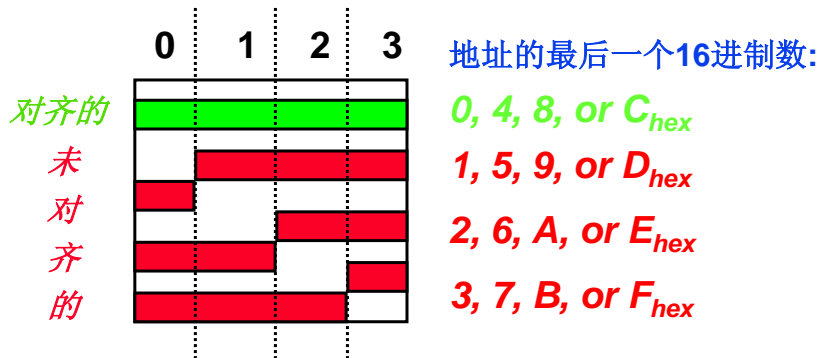 0 1 2 3
地址的最后一个16进制数:
对齐的
0, 4, 8, or Chex
未对齐的
1, 5, 9, or Dhex
2, 6, A, or Ehex
3, 7, B, or Fhex